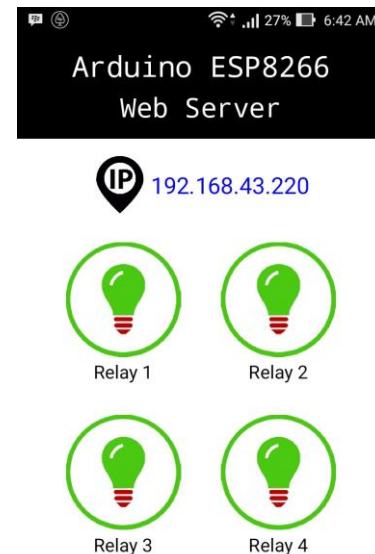 27% 6:42 AM
Arduino ESP8266
Web Server
IP 192.168.43.220
Relay 1 Relay 2
Relay 3 Relay 4